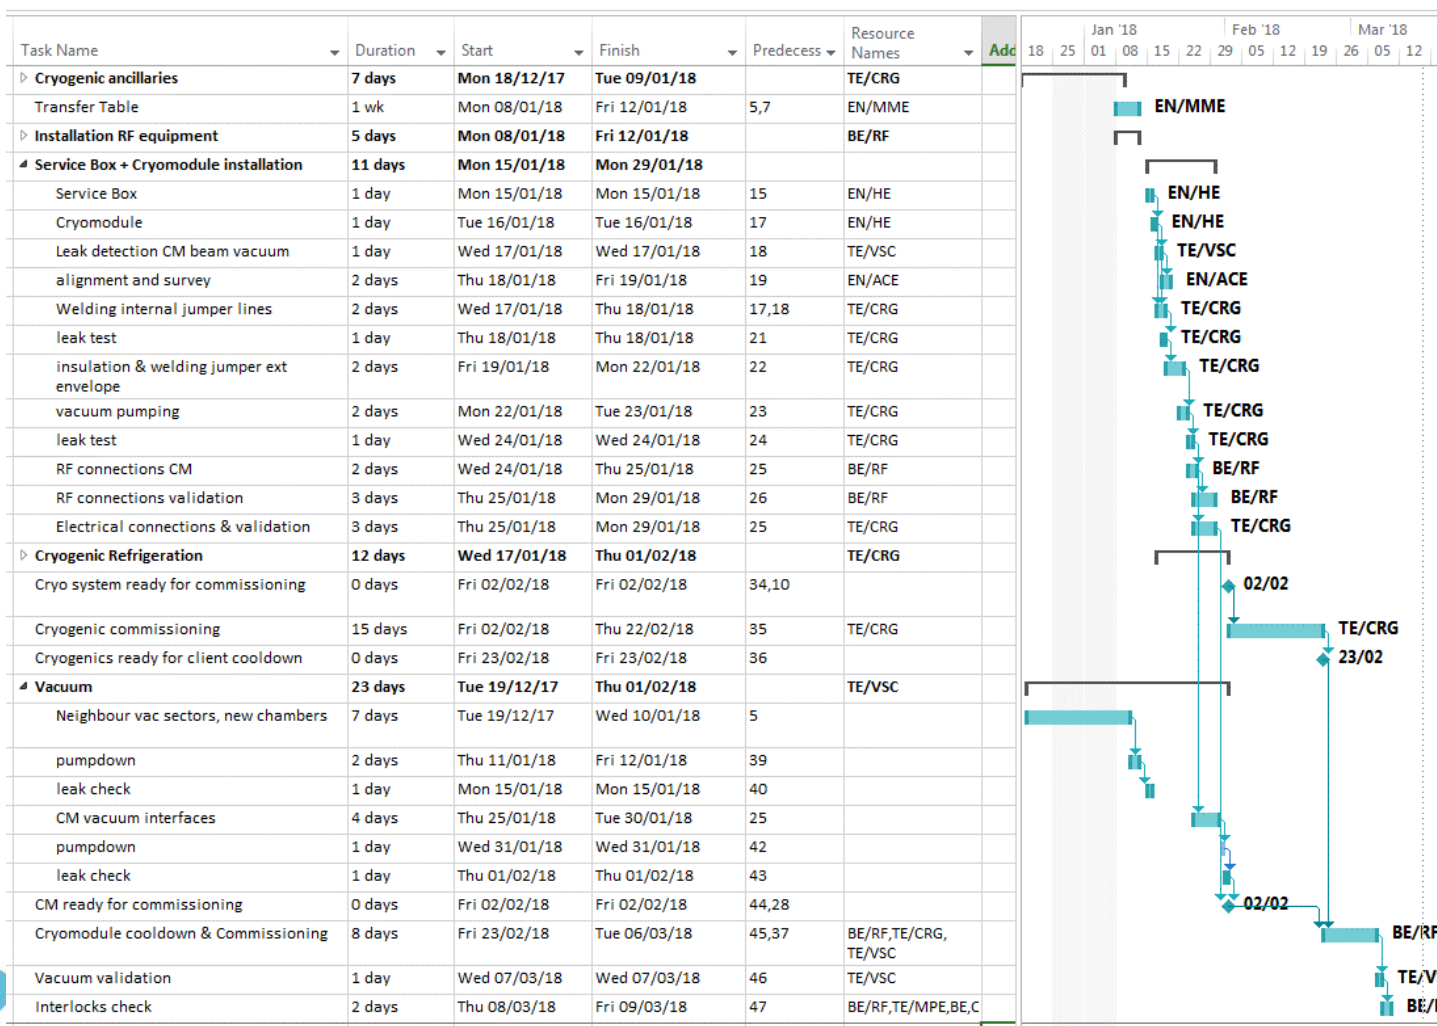 Jan '18 Feb '18 Mar '18
Task Name Duration Start Finish Predecess Resource Names Add 18 25 01 08 15 22 29 05 12 19 26 05 12
Cryogenic ancillaries 7 days Mon 18/12/17 Tue 09/01/18 TE/CRG
Transfer Table 1 wk Mon 08/01/18 Fri 12/01/18 5,7 EN/MME EN/MME
Installation RF equipment 5 days Mon 08/01/18 Fri 12/01/18 BE/RF
Service Box + Cryomodule installation 11 days Mon 15/01/18 Mon 29/01/18
Service Box 1 day Mon 15/01/18 Mon 15/01/18 15 EN/HE EN/HE
Cryomodule 1 day Tue 16/01/18 Tue 16/01/18 17 EN/HE EN/HE
Leak detection CM beam vacuum 1 day Wed 17/01/18 Wed 17/01/18 18 TE/VSC TE/VSC
alignment and survey 2 days Thu 18/01/18 Fri 19/01/18 19 EN/ACE EN/ACE
Welding internal jumper lines 2 days Wed 17/01/18 Thu 18/01/18 17,18 TE/CRG TE/CRG
leak test 1 day Thu 18/01/18 Thu 18/01/18 21 TE/CRG TE/CRG
insulation & welding jumper ext 2 days Fri 19/01/18 Mon 22/01/18 22 TE/CRG TE/CRG
envelope
vacuum pumping 2 days Mon 22/01/18 Tue 23/01/18 23 TE/CRG TE/CRG
leak test 1 day Wed 24/01/18 Wed 24/01/18 24 TE/CRG TE/CRG
RF connections CM 2 days Wed 24/01/18 Thu 25/01/18 25 BE/RF BE/RF
RF connections validation 3 days Thu 25/01/18 Mon 29/01/18 26 BE/RF BE/RF
Electrical connections & validation 3 days Thu 25/01/18 Mon 29/01/18 25 TE/CRG TE/CRG
Cryogenic Refrigeration 12 days Wed 17/01/18 Thu 01/02/18 TE/CRG
Cryo system ready for commissioning 0 days Fri 02/02/18 Fri 02/02/18 34,10 02/02
Cryogenic commissioning 15 days Fri 02/02/18 Thu 22/02/18 35 TE/CRG TE/CRG
Cryogenics ready for client cooldown 0 days Fri 23/02/18 Fri 23/02/18 36 23/02
Vacuum 23 days Tue 19/12/17 Thu 01/02/18 TE/VSC
Neighbour vac sectors, new chambers 7 days Tue 19/12/17 Wed 10/01/18 5
pumpdown 2 days Thu 11/01/18 Fri 12/01/18 39
leak check 1 day Mon 15/01/18 Mon 15/01/18 40
CM vacuum interfaces 4 days Thu 25/01/18 Tue 30/01/18 25
pumpdown 1 day Wed 31/01/18 Wed 31/01/18 42
leak check 1 day Thu 01/02/18 Thu 01/02/18 43
CM ready for commissioning 0 days Fri 02/02/18 Fri 02/02/18 44,28 02/02
Cryomodule cooldown & Commissioning 8 days Fri 23/02/18 Tue 06/03/18 45,37 BE/RF,TE/CRG, BE/RF
TE/VSC
Vacuum validation 1 day Wed 07/03/18 Wed 07/03/18 46 TE/VSC TE/V
Interlocks check 2 days Thu 08/03/18 Fri 09/03/18 47 BE/RF,TE/MPE,BE,C BE/